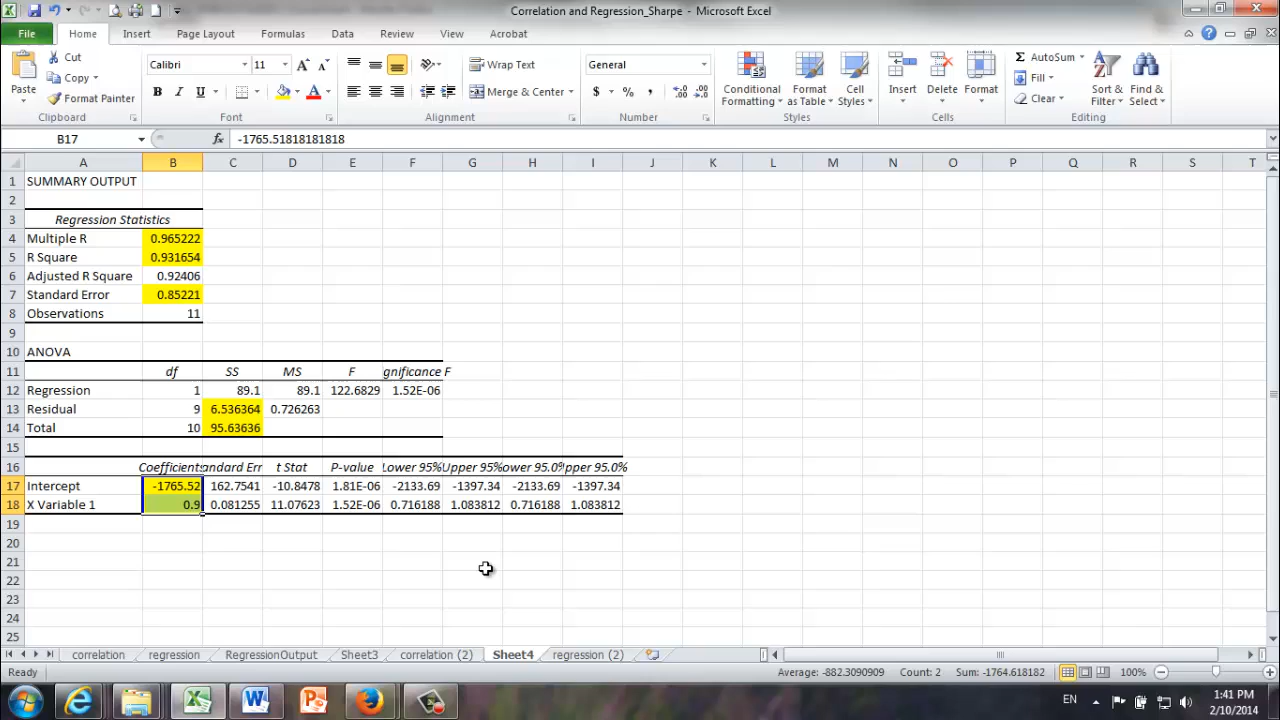 Correlation and Regression_Sharpe - Microsoft Excel
File Home Insert Page Layout Formulas Data Review View Acrobat
Cut
Copy
Format Painter
Paste
Calibri 11
B I U
A A A
Wrap Text
Merge & Center
General
$ % ,
Conditional Formatting
Format as Table
Cell Styles
Insert
Delete
Format
Σ AutoSum
Fill
Clear
Sort & Filter
Find & Select
Clipboard Font Alignment Number Styles Cells Editing
B17 fx -1765.51818181818
A B C D E F G H I J K L M N O P Q R S T
1 SUMMARY OUTPUT
2
3 Regression Statistics
4 Multiple R 0.965222
5 R Square 0.931654
6 Adjusted R Square 0.92406
7 Standard Error 0.85221
8 Observations 11
9
10 ANOVA
11 df SS MS F gnificance F
12 Regression 1 89.1 89.1 122.6829 1.52E-06
13 Residual 9 6.536364 0.726263
14 Total 10 95.63636
15
16 Coefficients andard Err t Stat P-value Lower 95% Upper 95% ower 95.0% Ipper 95.0%
17 Intercept -1765.52 162.7541 -10.8478 1.81E-06 -2133.69 -1397.34 -2133.69 -1397.34
18 X Variable 1 0.9 0.081255 11.07623 1.52E-06 0.716188 1.083812 0.716188 1.083812
19
20
21
22
23
24
25
correlation regression RegressionOutput Sheet3 correlation (2) Sheet4 regression (2)
Ready Average: -882.3090909 Count: 2 Sum: -1764.618182 100%
EN 1:41 PM
2/10/2014